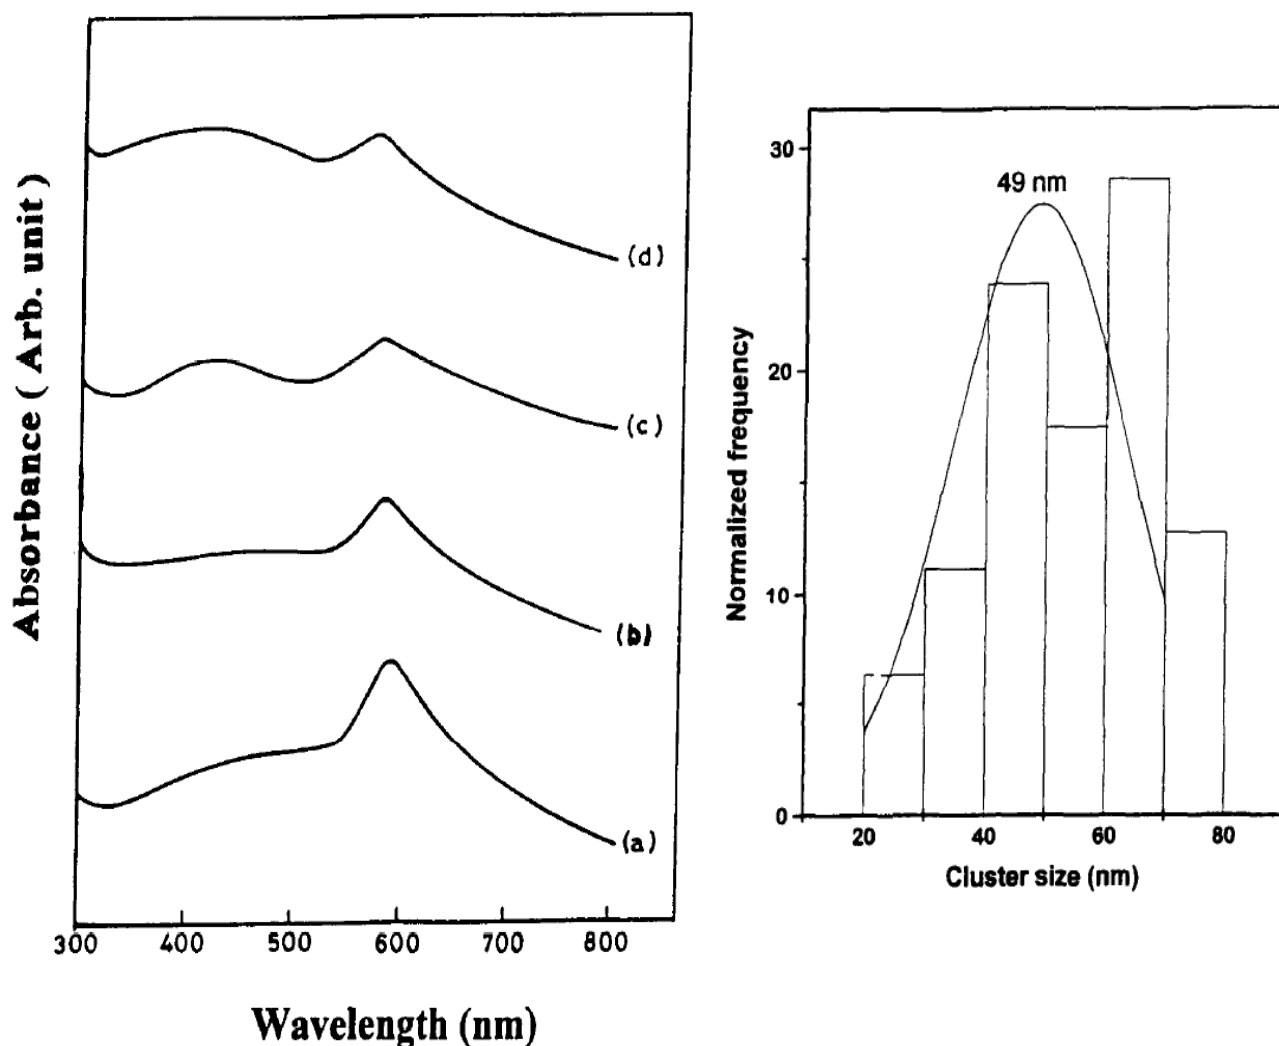 Absorbance ( Arb. unit )
(d)
(c)
(b)
(a)
300 400 500 600 700 800
Wavelength (nm)
49 nm
Normalized frequency
30
20
10
0
20 40 60 80
Cluster size (nm)